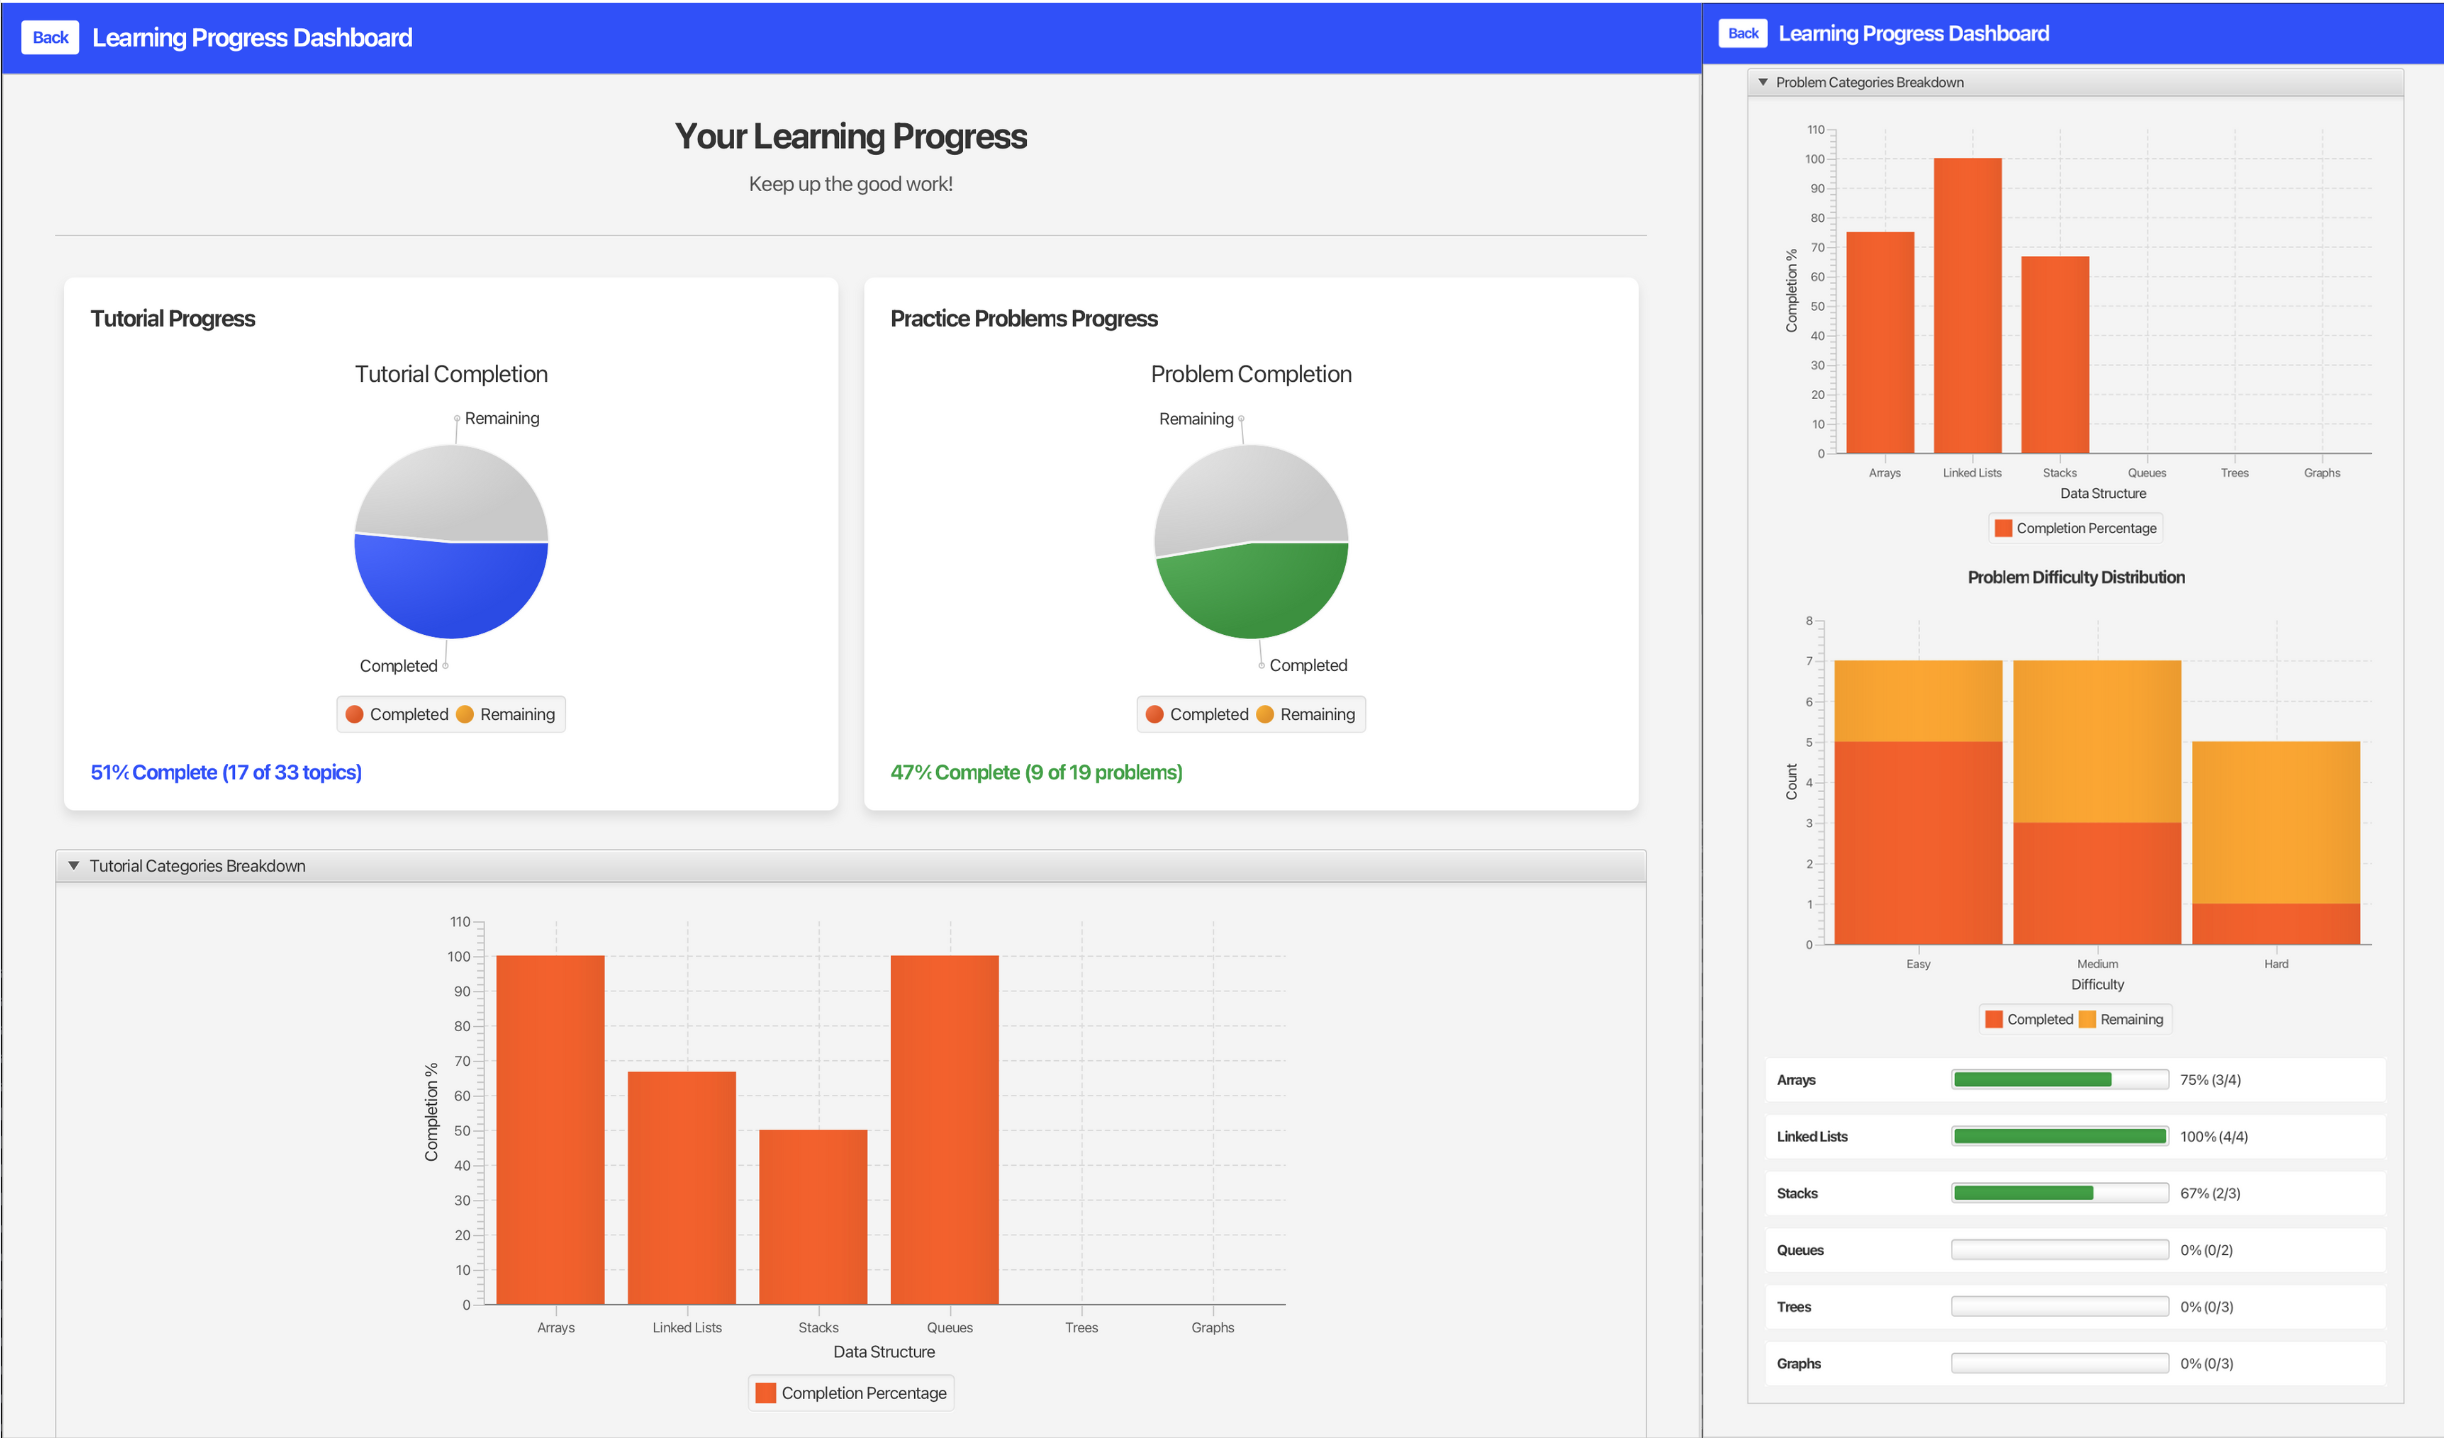 Back Learning Progress Dashboard
Your Learning Progress
Keep up the good work!
Tutorial Progress
Tutorial Completion
Remaining
Completed
Completed Remaining
51% Complete (17 of 33 topics)
Practice Problems Progress
Problem Completion
Remaining
Completed
Completed Remaining
47% Complete (9 of 19 problems)
Tutorial Categories Breakdown
110
100
90
80
70
60
50
40
30
20
10
0
Completion %
Arrays Linked Lists Stacks Queues Trees Graphs
Data Structure
Completion Percentage
Back Learning Progress Dashboard
Problem Categories Breakdown
110
100
90
80
70
60
50
40
30
20
10
0
Completion %
Arrays Linked Lists Stacks Queues Trees Graphs
Data Structure
Completion Percentage
Problem Difficulty Distribution
8
7
6
5
4
3
2
1
0
Count
Easy Medium Hard
Difficulty
Completed Remaining
Arrays 75% (3/4)
Linked Lists 100% (4/4)
Stacks 67% (2/3)
Queues 0% (0/2)
Trees 0% (0/3)
Graphs 0% (0/3)